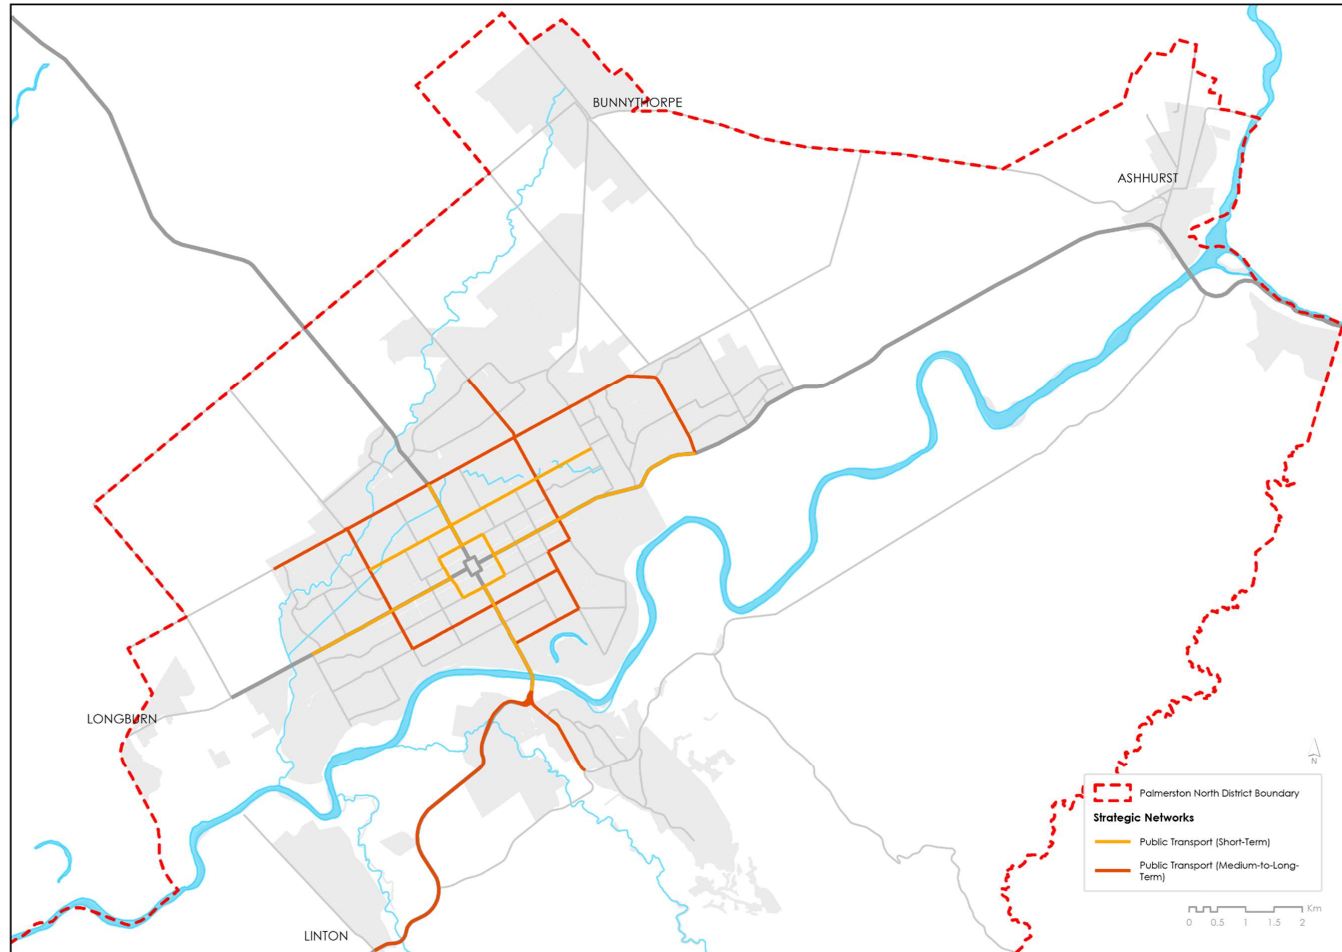 BUNNYTHORPE
ASHHURST
LONGBURN
LINTON
N
Palmerston North District Boundary
Strategic Networks
Public Transport (Short-Term)
Public Transport (Medium-to-Long-
Term)
Km
0 0.5 1 1.5 2